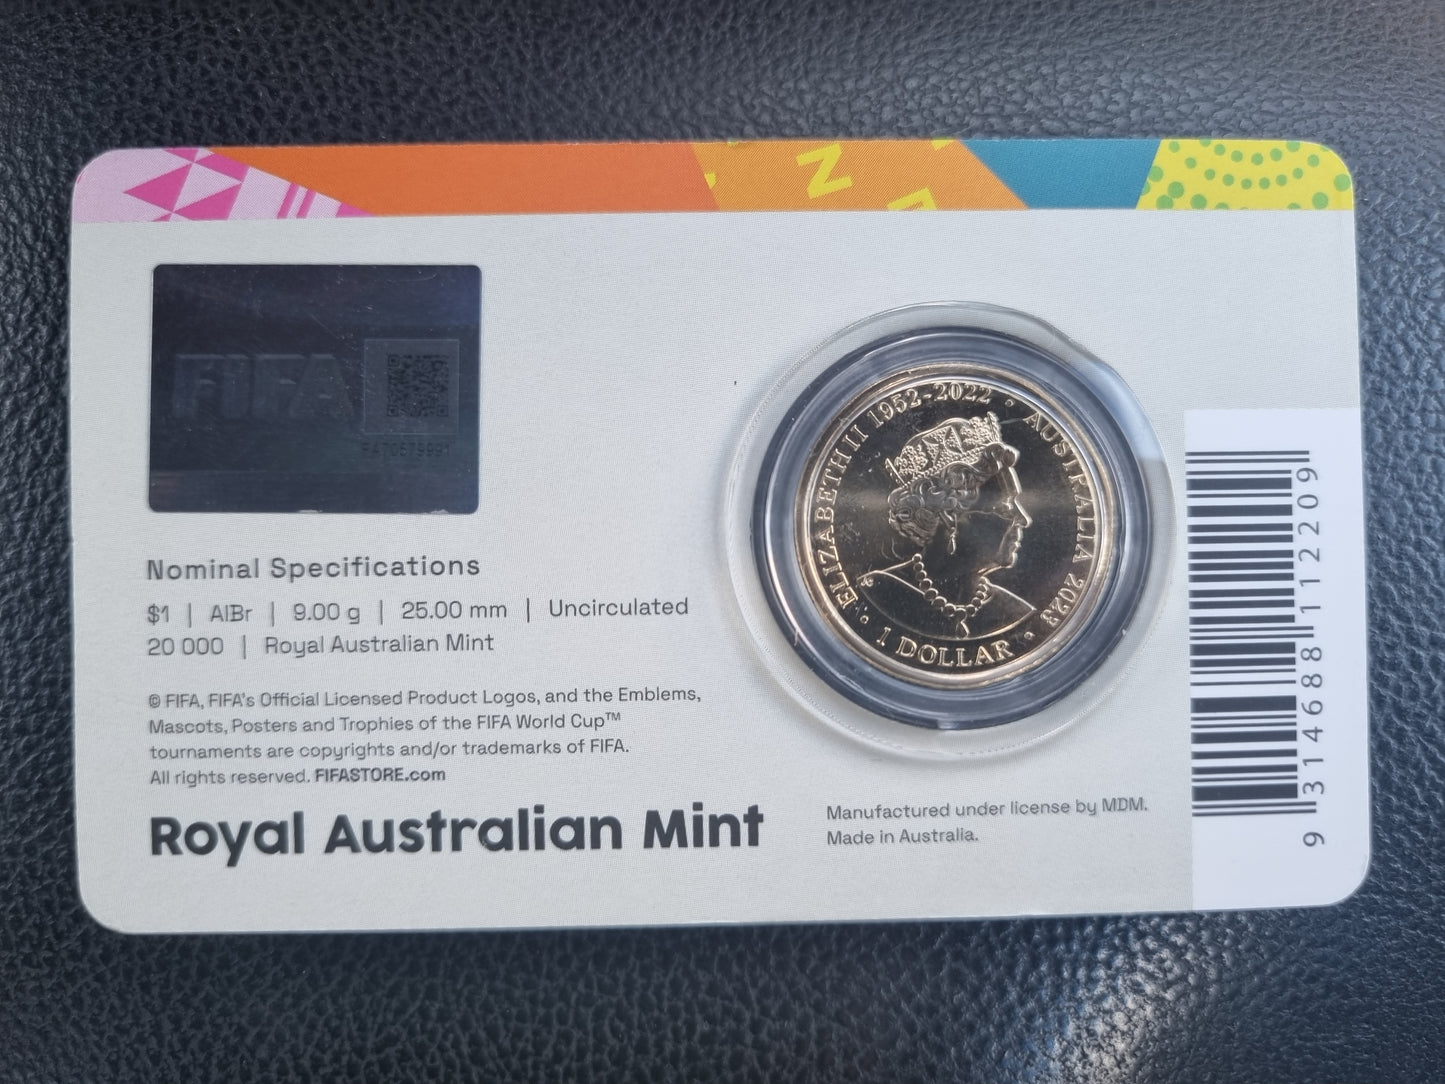 N
FIFA
FA70579991
Nominal Specifications
$1 | AlBr | 9.00 g | 25.00 mm | Uncirculated
20 000 | Royal Australian Mint
© FIFA, FIFA's Official Licensed Product Logos, and the Emblems,
Mascots, Posters and Trophies of the FIFA World Cup™
tournaments are copyrights and/or trademarks of FIFA.
All rights reserved. FIFASTORE.com
Royal Australian Mint
ELIZABETH II 1952-2022 • AUSTRALIA 2023
1 DOLLAR
Manufactured under license by MDM.
Made in Australia.
9 314688 112209